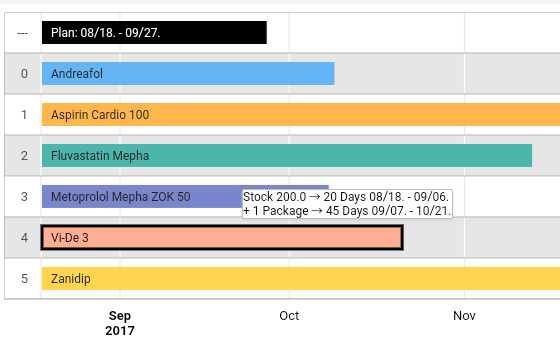 --- Plan: 08/18. - 09/27.
0 Andreafol
1 Aspirin Cardio 100
2 Fluvastatin Mepha
3 Metoprolol Mepha ZOK 50
Stock 200.0 → 20 Days 08/18. - 09/06.
+ 1 Package → 45 Days 09/07. - 10/21.
4 Vi-De 3
5 Zanidip
Sep Oct Nov
2017